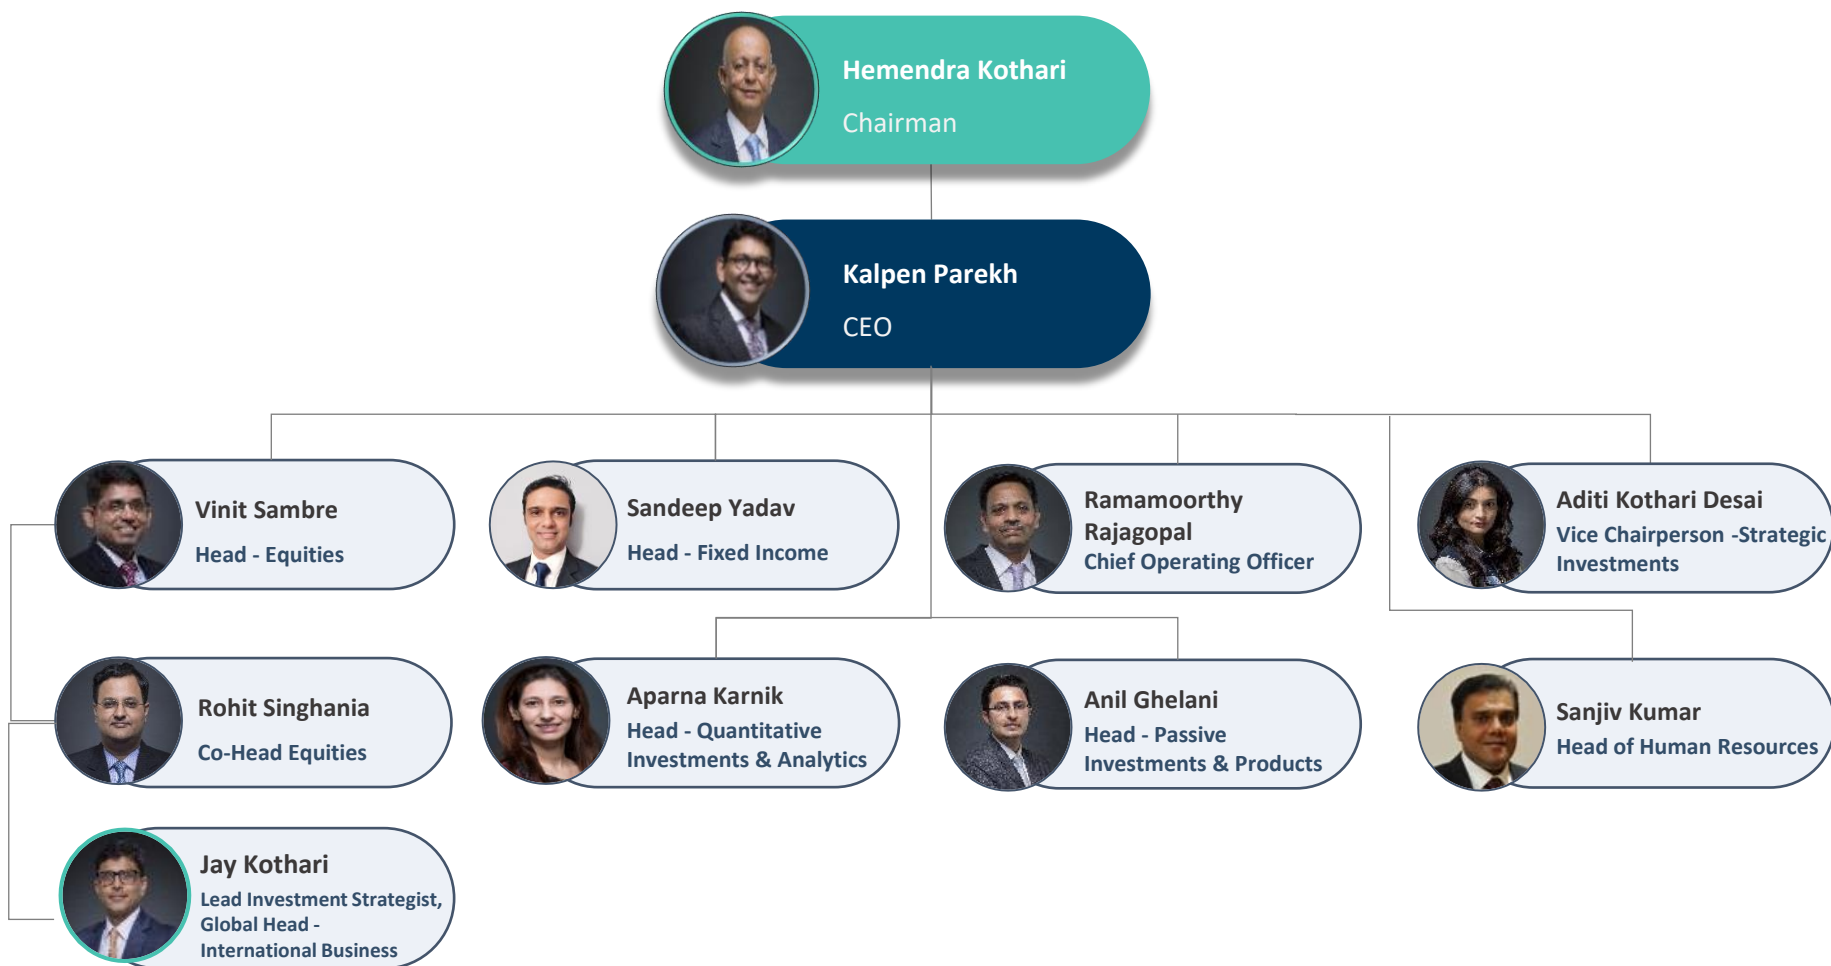 Hemendra Kothari
Chairman
Kalpen Parekh
CEO
Vinit Sambre
Head - Equities
Sandeep Yadav
Head - Fixed Income
Ramamoorthy
Rajagopal
Chief Operating Officer
Aditi Kothari Desai
Vice Chairperson -Strategic
Investments
Rohit Singhania
Co-Head Equities
Aparna Karnik
Head - Quantitative
Investments & Analytics
Anil Ghelani
Head - Passive
Investments & Products
Sanjiv Kumar
Head of Human Resources
Jay Kothari
Lead Investment Strategist,
Global Head -
International Business